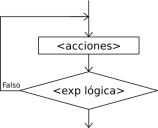 <acciones>
Falso
<exp lógica>